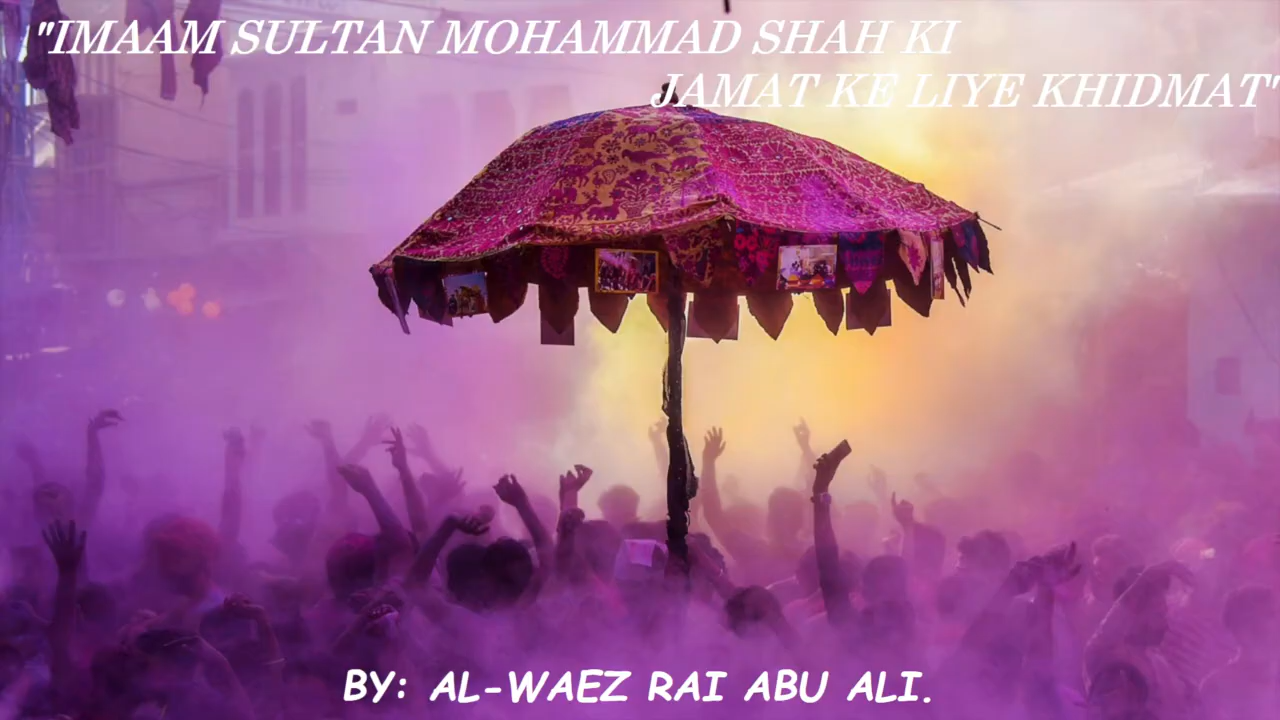 "IMAAM SULTAN MOHAMMAD SHAH KI
JAMAT KE LIYE KHIDMAT"
BY: AL-WAEZ RAI ABU ALI.